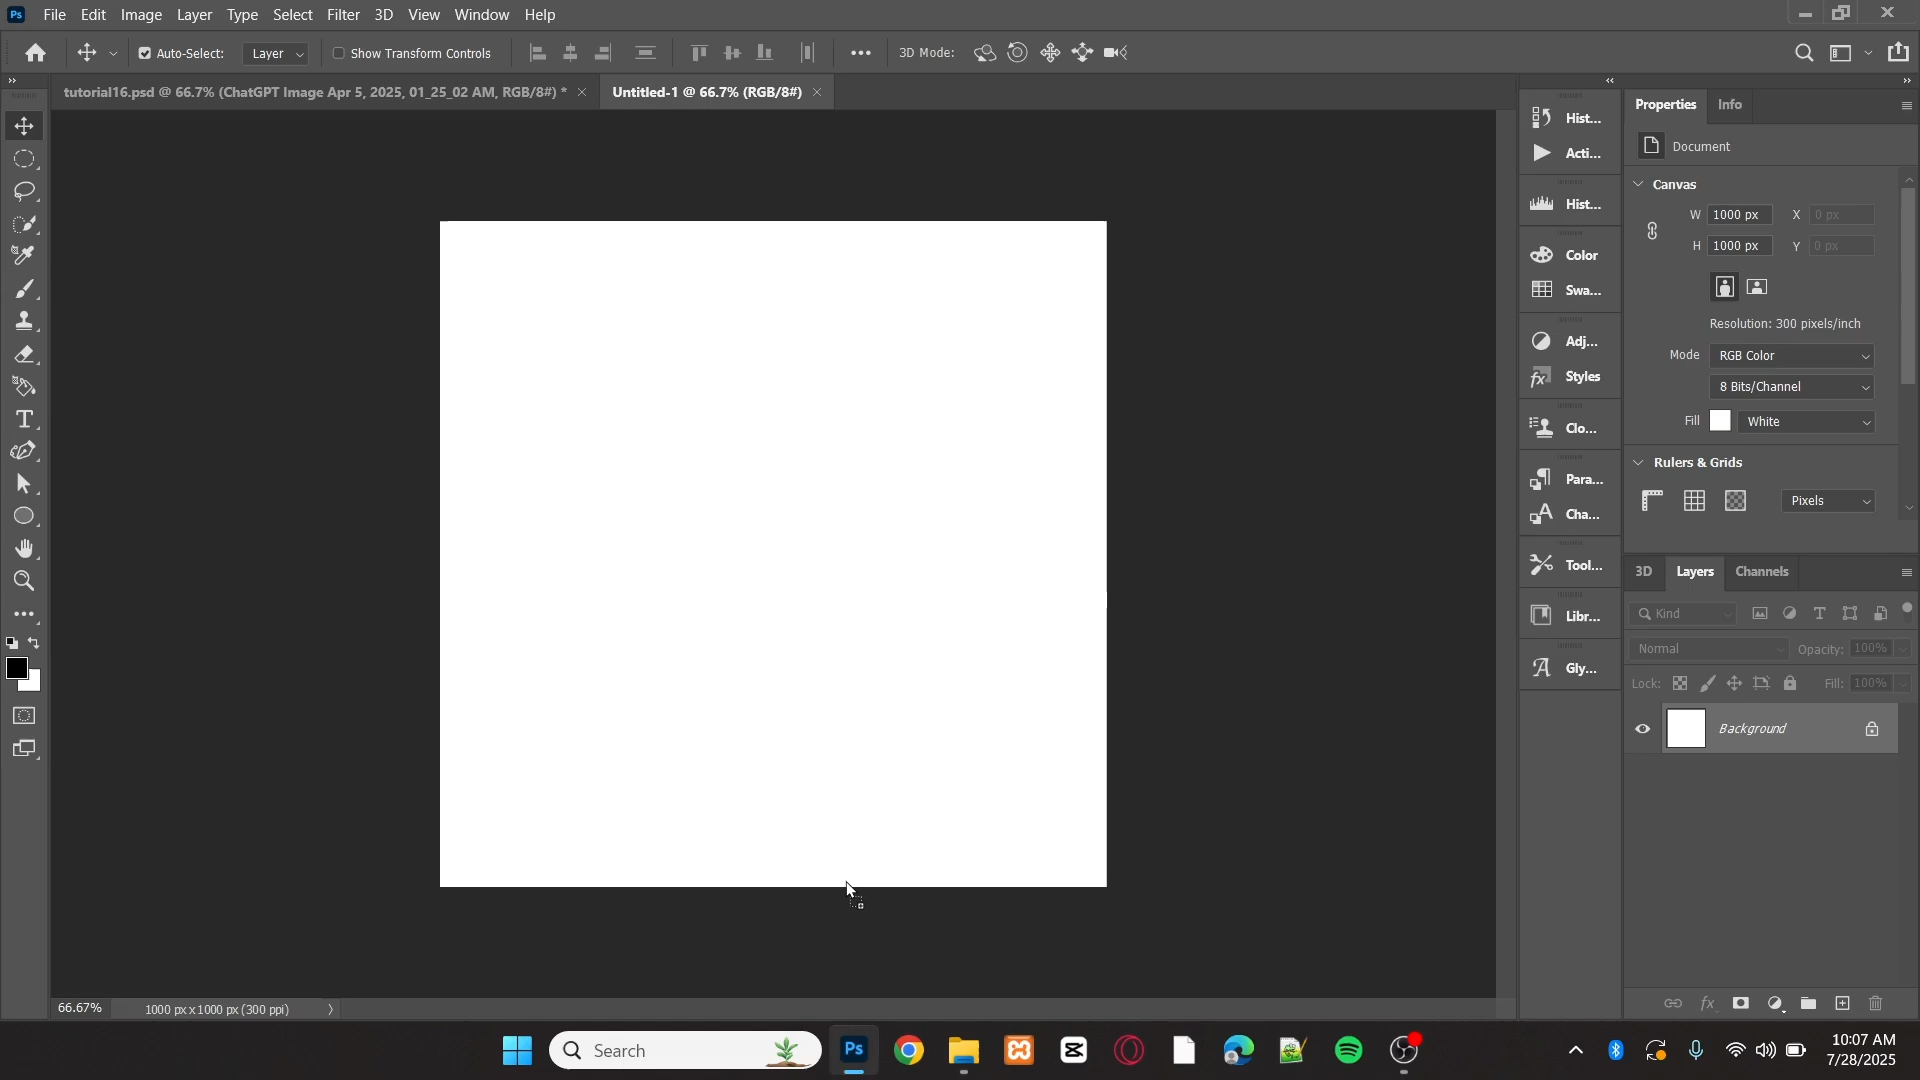 Ps File Edit Image Layer Type Select Filter 3D View Window Help
Auto-Select: Layer Show Transform Controls 3D Mode:
tutorial16.psd @ 66.7% (ChatGPT Image Apr 5, 2025, 01_25_02 AM, RGB/8#) * Untitled-1 @ 66.7% (RGB/8#)
Hist...
Acti...
Hist...
Color
Swa...
Adj...
Styles
Clo...
Para...
Cha...
Tool...
Libr...
Gly...
Properties Info
Document
Canvas
W 1000 px X 0 px
H 1000 px Y 0 px
Resolution: 300 pixels/inch
Mode RGB Color
8 Bits/Channel
Fill White
Rulers & Grids
Pixels
3D Layers Channels
Kind
Normal Opacity: 100%
Lock: Fill: 100%
Background
66.67% 1000 px x 1000 px (300 ppi)
Search
Ps
10:07 AM
7/28/2025